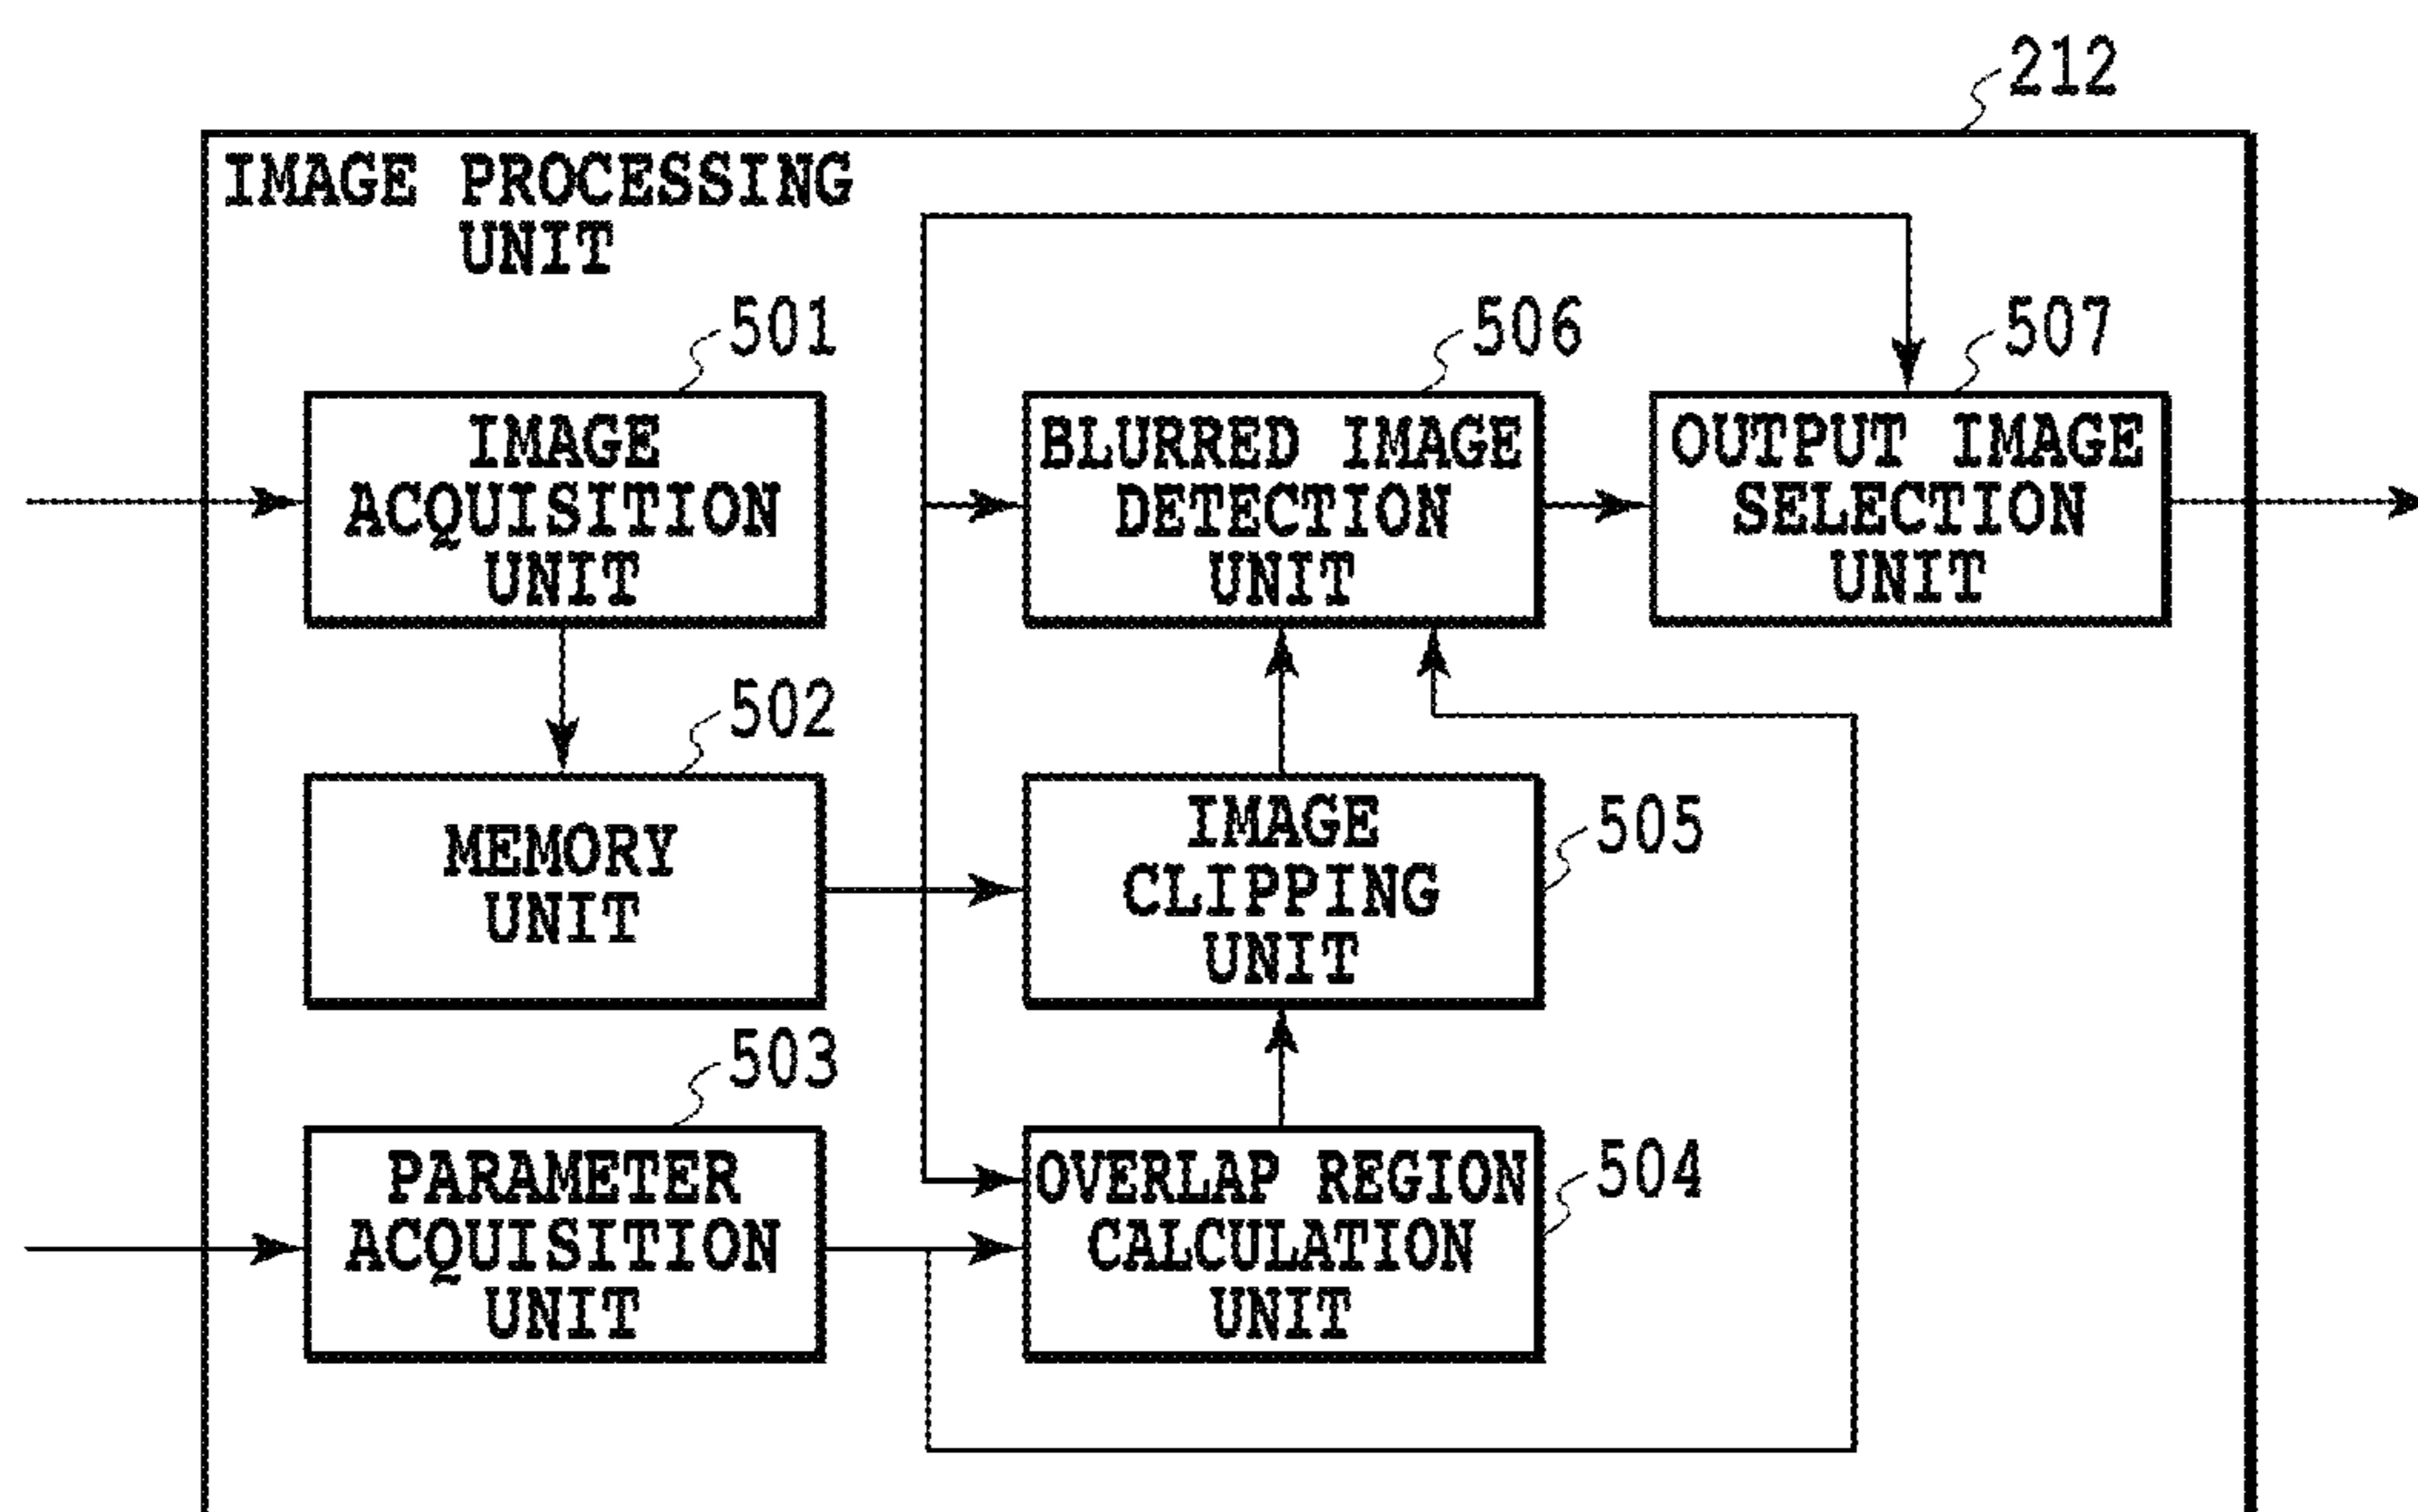 212
IMAGE PROCESSING
UNIT
501
506
507
IMAGE
ACQUISITION
UNIT
BLURRED IMAGE
DETECTION
UNIT
OUTPUT IMAGE
SELECTION
UNIT
502
505
MEMORY
UNIT
IMAGE
CLIPPING
UNIT
503
504
PARAMETER
ACQUISITION
UNIT
OVERLAP REGION
CALCULATION
UNIT